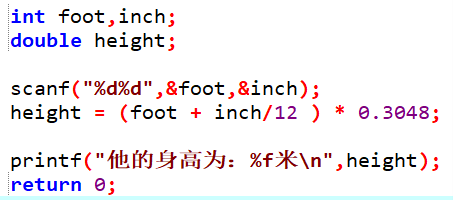 int foot,inch;
double height;
scanf("%d%d",&foot,&inch);
height = (foot + inch/12 ) * 0.3048;
printf("他的身高为：%f米\n",height);
return 0;